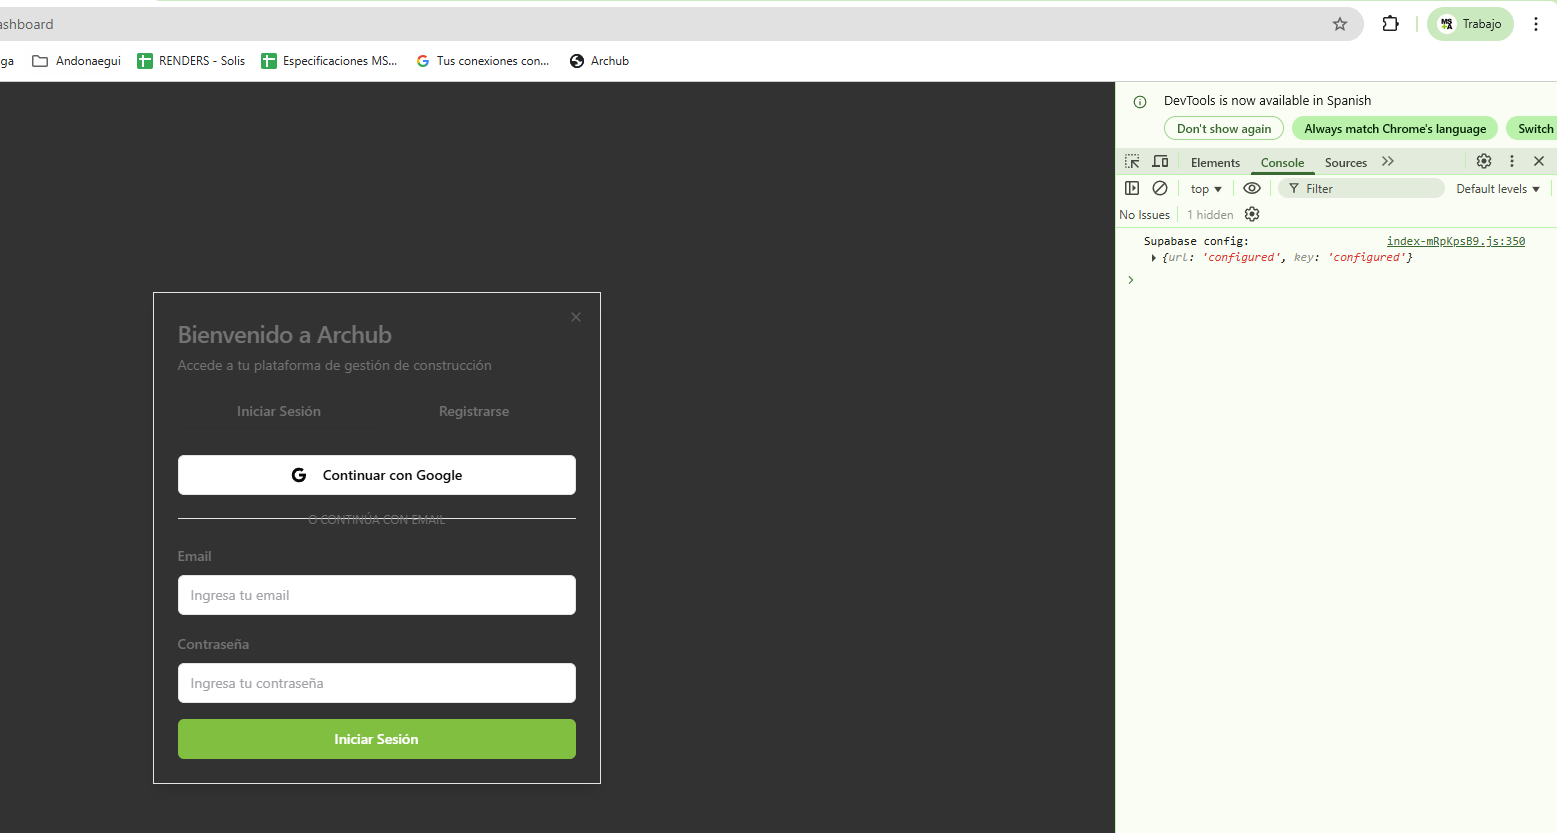 ashboard
MS+A
Trabajo
ga
Andonaegui
RENDERS - Solis
Especificaciones MS...
Tus conexiones con...
Archub
DevTools is now available in Spanish
Don't show again
Always match Chrome's language
Switch
Elements
Console
Sources
top
Filter
Default levels
No Issues
1 hidden
Supabase config:
index-mRpKpsB9.js:350
{url: 'configured', key: 'configured'}
Bienvenido a Archub
Accede a tu plataforma de gestión de construcción
Iniciar Sesión
Registrarse
Continuar con Google
O CONTINÚA CON EMAIL
Email
Ingresa tu email
Contraseña
Ingresa tu contraseña
Iniciar Sesión